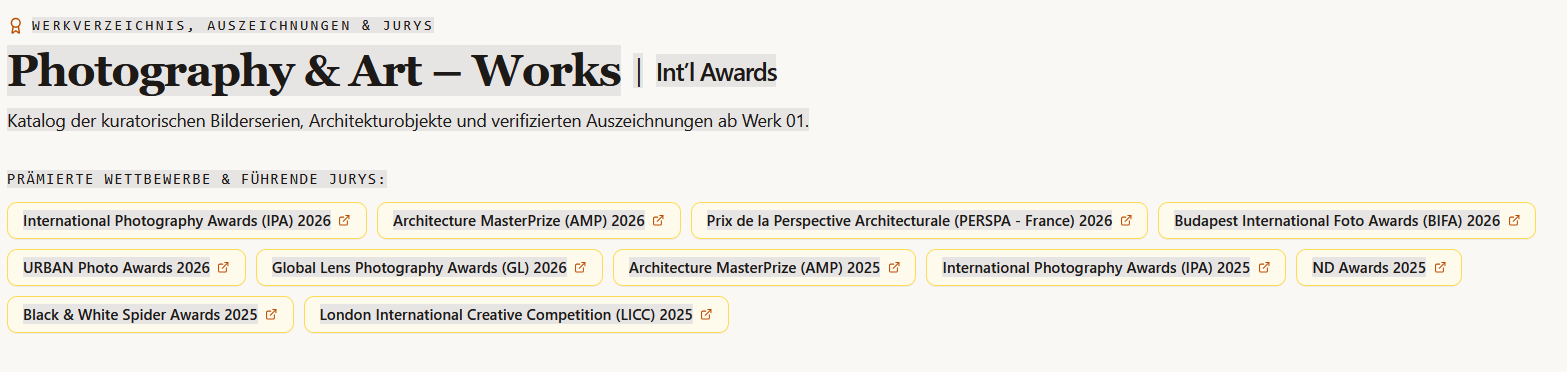 WERKVERZEICHNIS, AUSZEICHNUNGEN & JURYS
Photography & Art – Works | Int’l Awards
Katalog der kuratorischen Bilderserien, Architekturobjekte und verifizierten Auszeichnungen ab Werk 01.
PRÄMIERTE WETTBEWERBE & FÜHRENDE JURYS:
International Photography Awards (IPA) 2026 Architecture MasterPrize (AMP) 2026 Prix de la Perspective Architecturale (PERSPA - France) 2026 Budapest International Foto Awards (BIFA) 2026
URBAN Photo Awards 2026 Global Lens Photography Awards (GL) 2026 Architecture MasterPrize (AMP) 2025 International Photography Awards (IPA) 2025 ND Awards 2025
Black & White Spider Awards 2025 London International Creative Competition (LICC) 2025